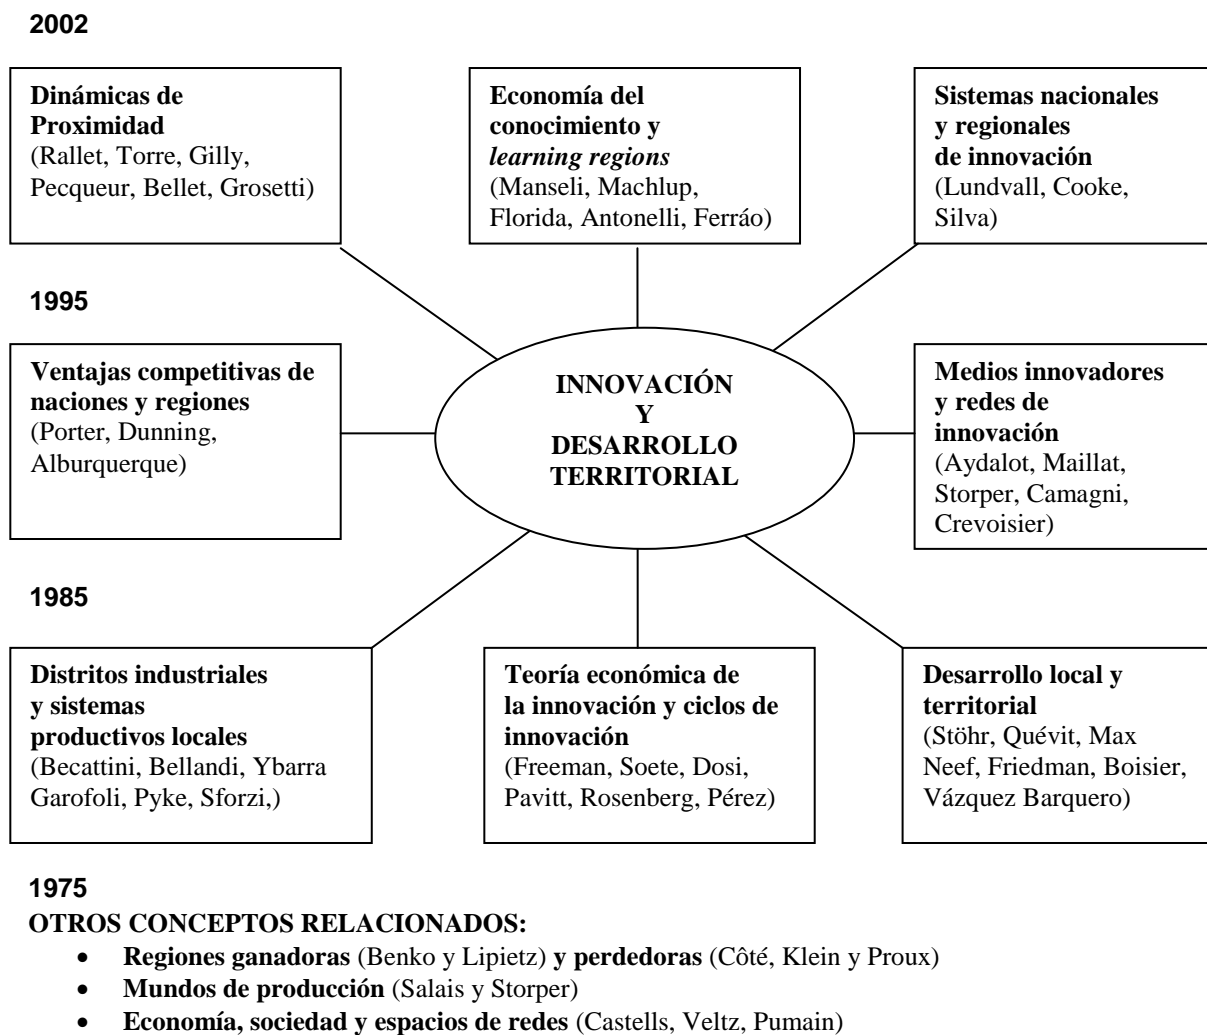 2002
Dinámicas de
Proximidad
(Rallet, Torre, Gilly,
Pecqueur, Bellet, Grosetti)
Economía del
conocimiento y
learning regions
(Manseli, Machlup,
Florida, Antonelli, Ferráo)
Sistemas nacionales
y regionales
de innovación
(Lundvall, Cooke,
Silva)
1995
Ventajas competitivas de
naciones y regiones
(Porter, Dunning,
Alburquerque)
INNOVACIÓN
Y
DESARROLLO
TERRITORIAL
Medios innovadores
y redes de
innovación
(Aydalot, Maillat,
Storper, Camagni,
Crevoisier)
1985
Distritos industriales
y sistemas
productivos locales
(Becattini, Bellandi, Ybarra
Garofoli, Pyke, Sforzi,)
Teoría económica de
la innovación y ciclos de
innovación
(Freeman, Soete, Dosi,
Pavitt, Rosenberg, Pérez)
Desarrollo local y
territorial
(Stöhr, Quévit, Max
Neef, Friedman, Boisier,
Vázquez Barquero)
1975
OTROS CONCEPTOS RELACIONADOS:
• Regiones ganadoras (Benko y Lipietz) y perdedoras (Côté, Klein y Proux)
• Mundos de producción (Salais y Storper)
• Economía, sociedad y espacios de redes (Castells, Veltz, Pumain)